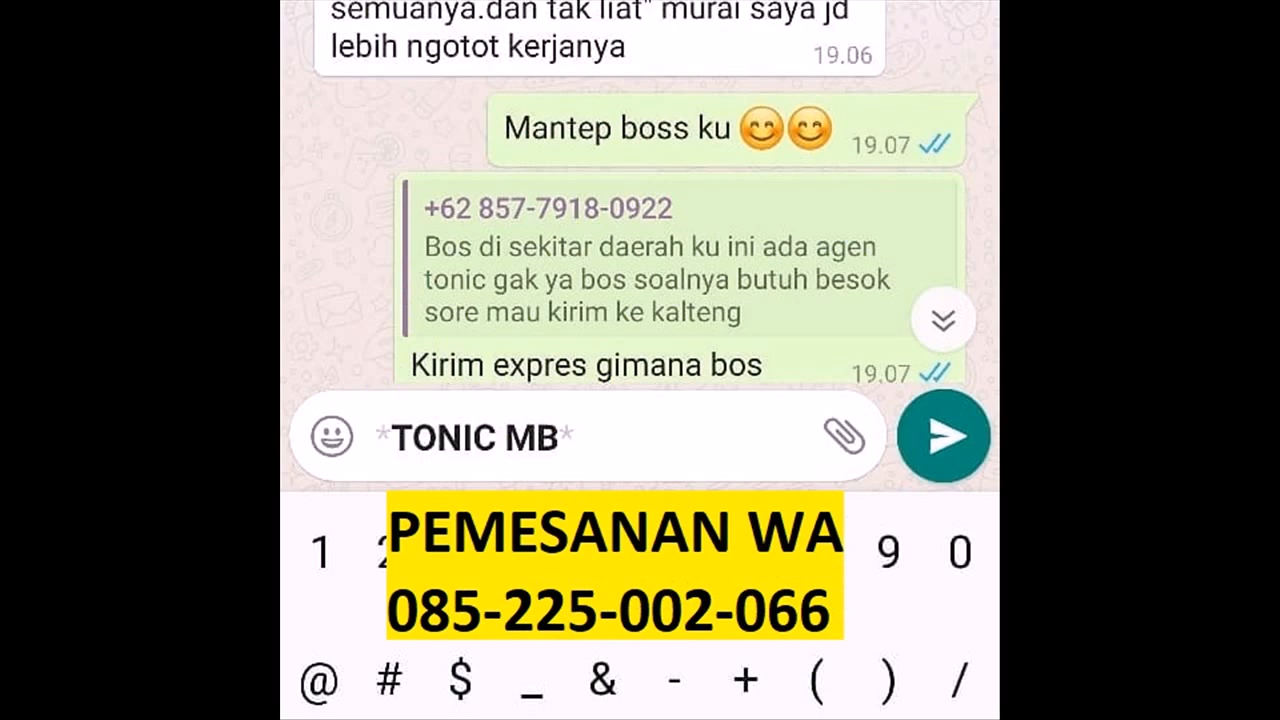 semuanya.dan tak liat" murai saya jd
lebih ngotot kerjanya
19.06
Mantep boss ku 😊😊
19.07
+62 857-7918-0922
Bos di sekitar daerah ku ini ada agen
tonic gak ya bos soalnya butuh besok
sore mau kirim ke kalteng
Kirim expres gimana bos
19.07
*TONIC MB*
PEMESANAN WA
1 2 9 0
085-225-002-066
@ # $ _ & - + ( ) /